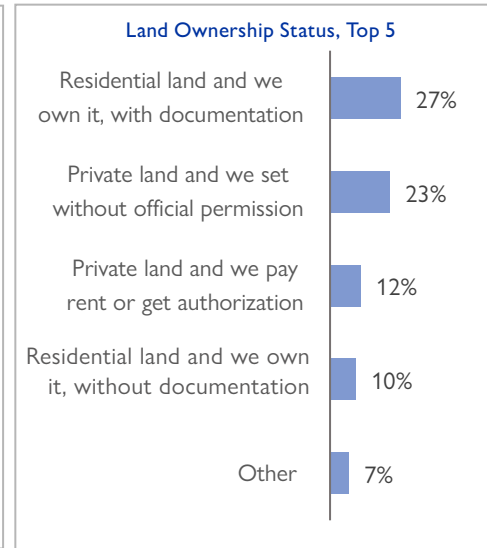 Land Ownership Status, Top 5
Residential land and we
own it, with documentation
27%
Private land and we set
without official permission
23%
Private land and we pay
rent or get authorization
12%
Residential land and we own
it, without documentation
10%
Other
7%